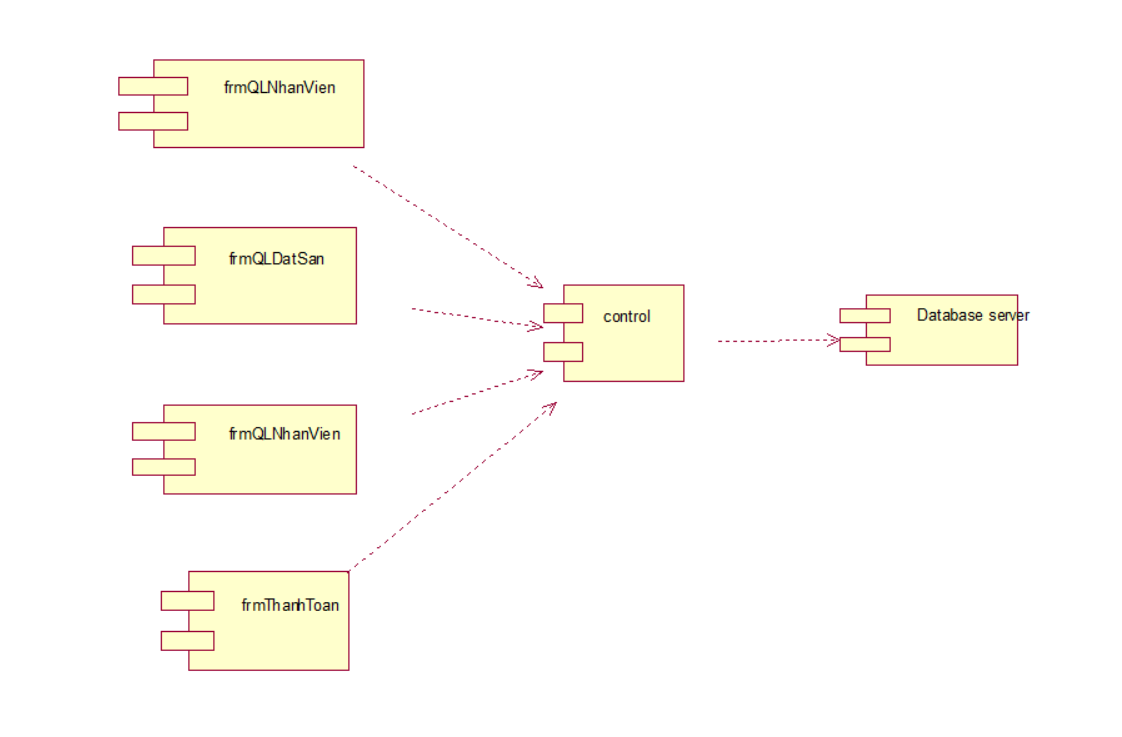 frmQLNhanVien
frmQLDatSan
control
Database server
frmQLNhanVien
frmThanhToan